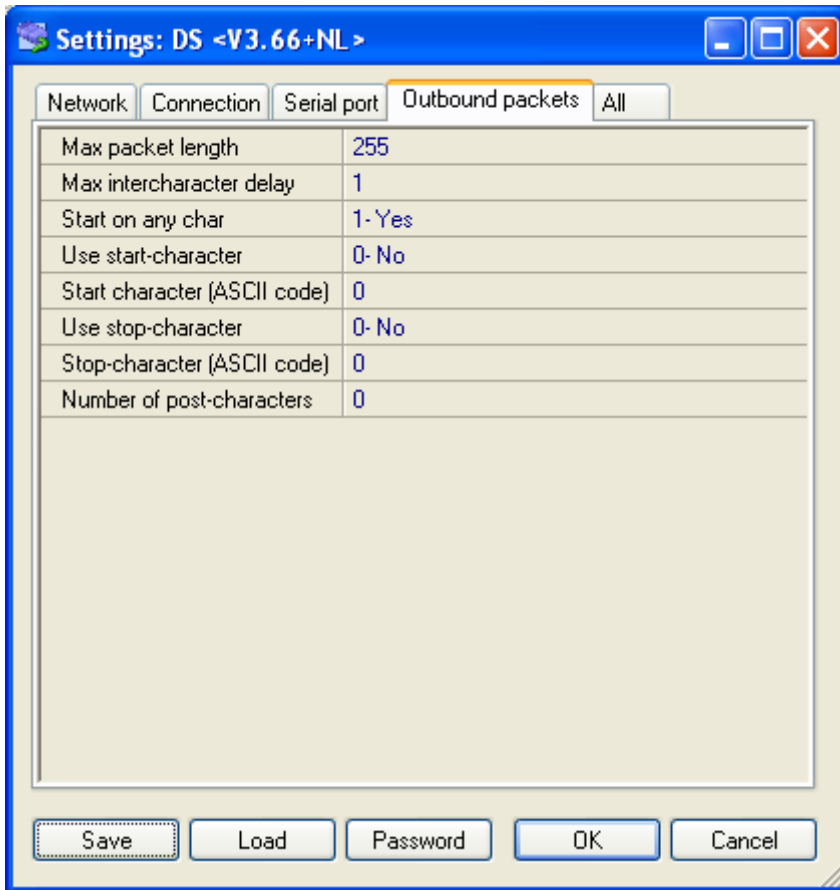 Settings: DS <V3.66+NL>
Network Connection Serial port Outbound packets All
Max packet length 255
Max intercharacter delay 1
Start on any char 1- Yes
Use start-character 0- No
Start character (ASCII code) 0
Use stop-character 0- No
Stop-character (ASCII code) 0
Number of post-characters 0
Save Load Password OK Cancel